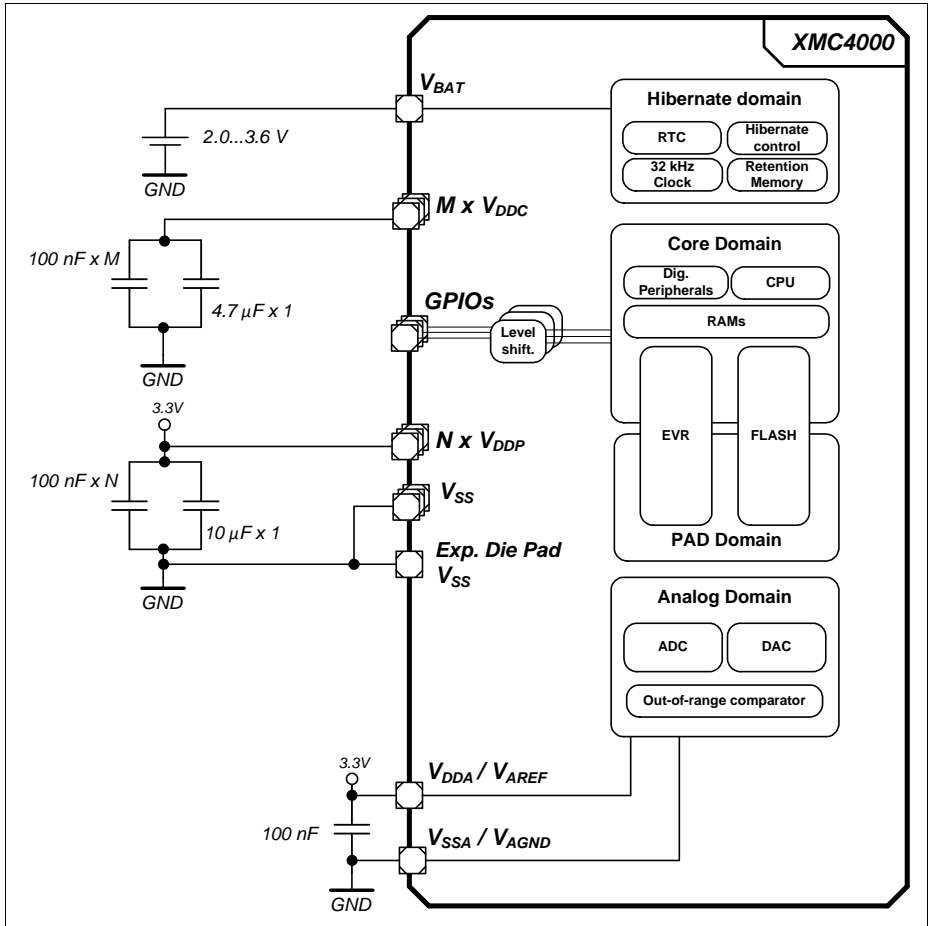 XMC4000
V_BAT
2.0...3.6 V
GND
Hibernate domain
RTC
Hibernate
control
32 kHz
Clock
Retention
Memory
M x V_DDC
100 nF x M
4.7 µF x 1
GND
Core Domain
Dig.
Peripherals
CPU
RAMs
GPIOs
Level
shift.
EVR
FLASH
PAD Domain
3.3V
N x V_DDP
100 nF x N
10 µF x 1
V_SS
Exp. Die Pad
V_SS
GND
Analog Domain
ADC
DAC
Out-of-range comparator
3.3V
V_DDA / V_AREF
100 nF
V_SSA / V_AGND
GND